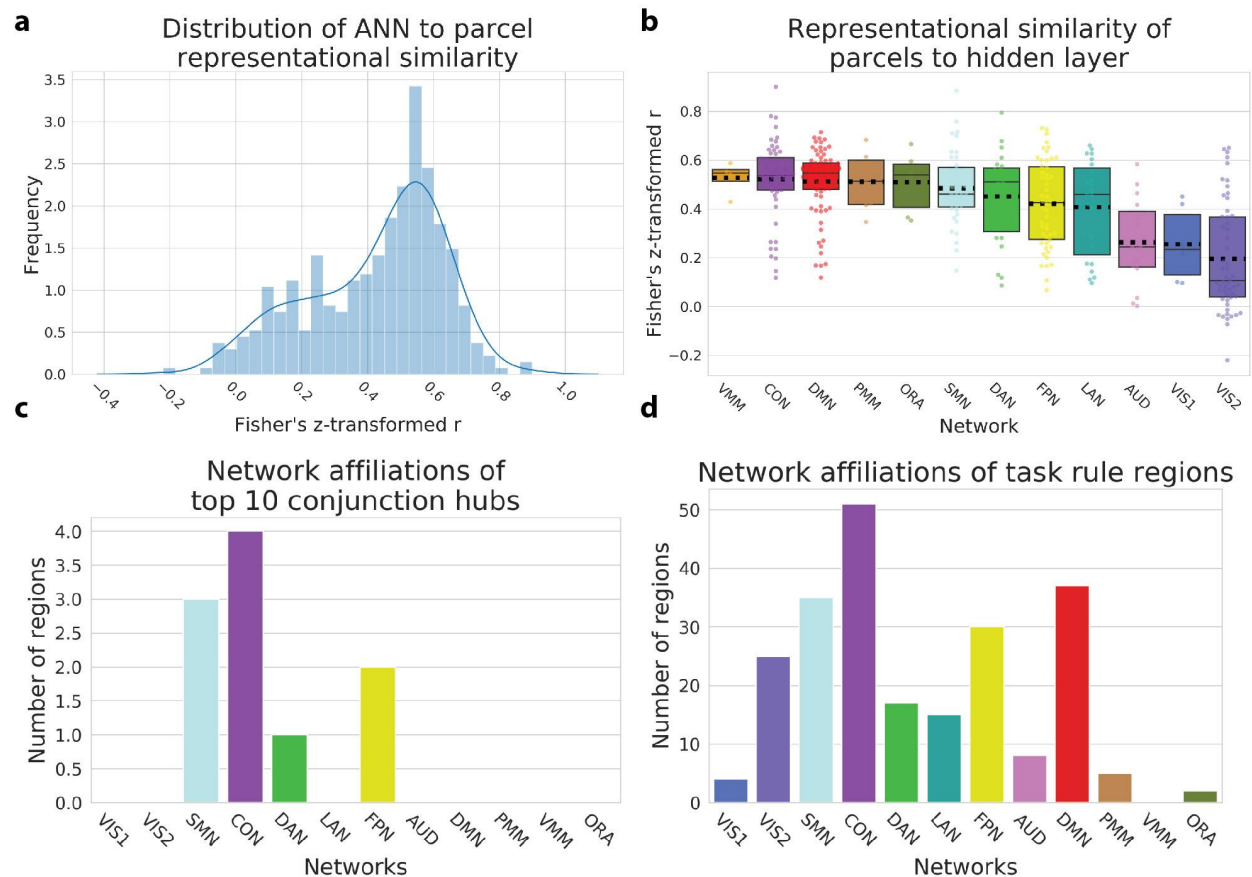 a
Distribution of ANN to parcel
representational similarity
3.5
3.0
2.5
2.0
1.5
1.0
0.5
0.0
Frequency
−0.4
−0.2
0.0
0.2
0.4
0.6
0.8
1.0
Fisher's z-transformed r
b
Representational similarity of
parcels to hidden layer
0.8
0.6
0.4
0.2
0.0
−0.2
Fisher's z-transformed r
VMM
CON
DMN
PMM
ORA
SMN
DAN
FPN
LAN
AUD
VIS1
VIS2
Network
c
Network affiliations of
top 10 conjunction hubs
4.0
3.5
3.0
2.5
2.0
1.5
1.0
0.5
0.0
Number of regions
VIS1
VIS2
SMN
CON
DAN
LAN
FPN
AUD
DMN
PMM
VMM
ORA
Networks
d
Network affiliations of task rule regions
50
40
30
20
10
0
Number of regions
VIS1
VIS2
SMN
CON
DAN
LAN
FPN
AUD
DMN
PMM
VMM
ORA
Networks